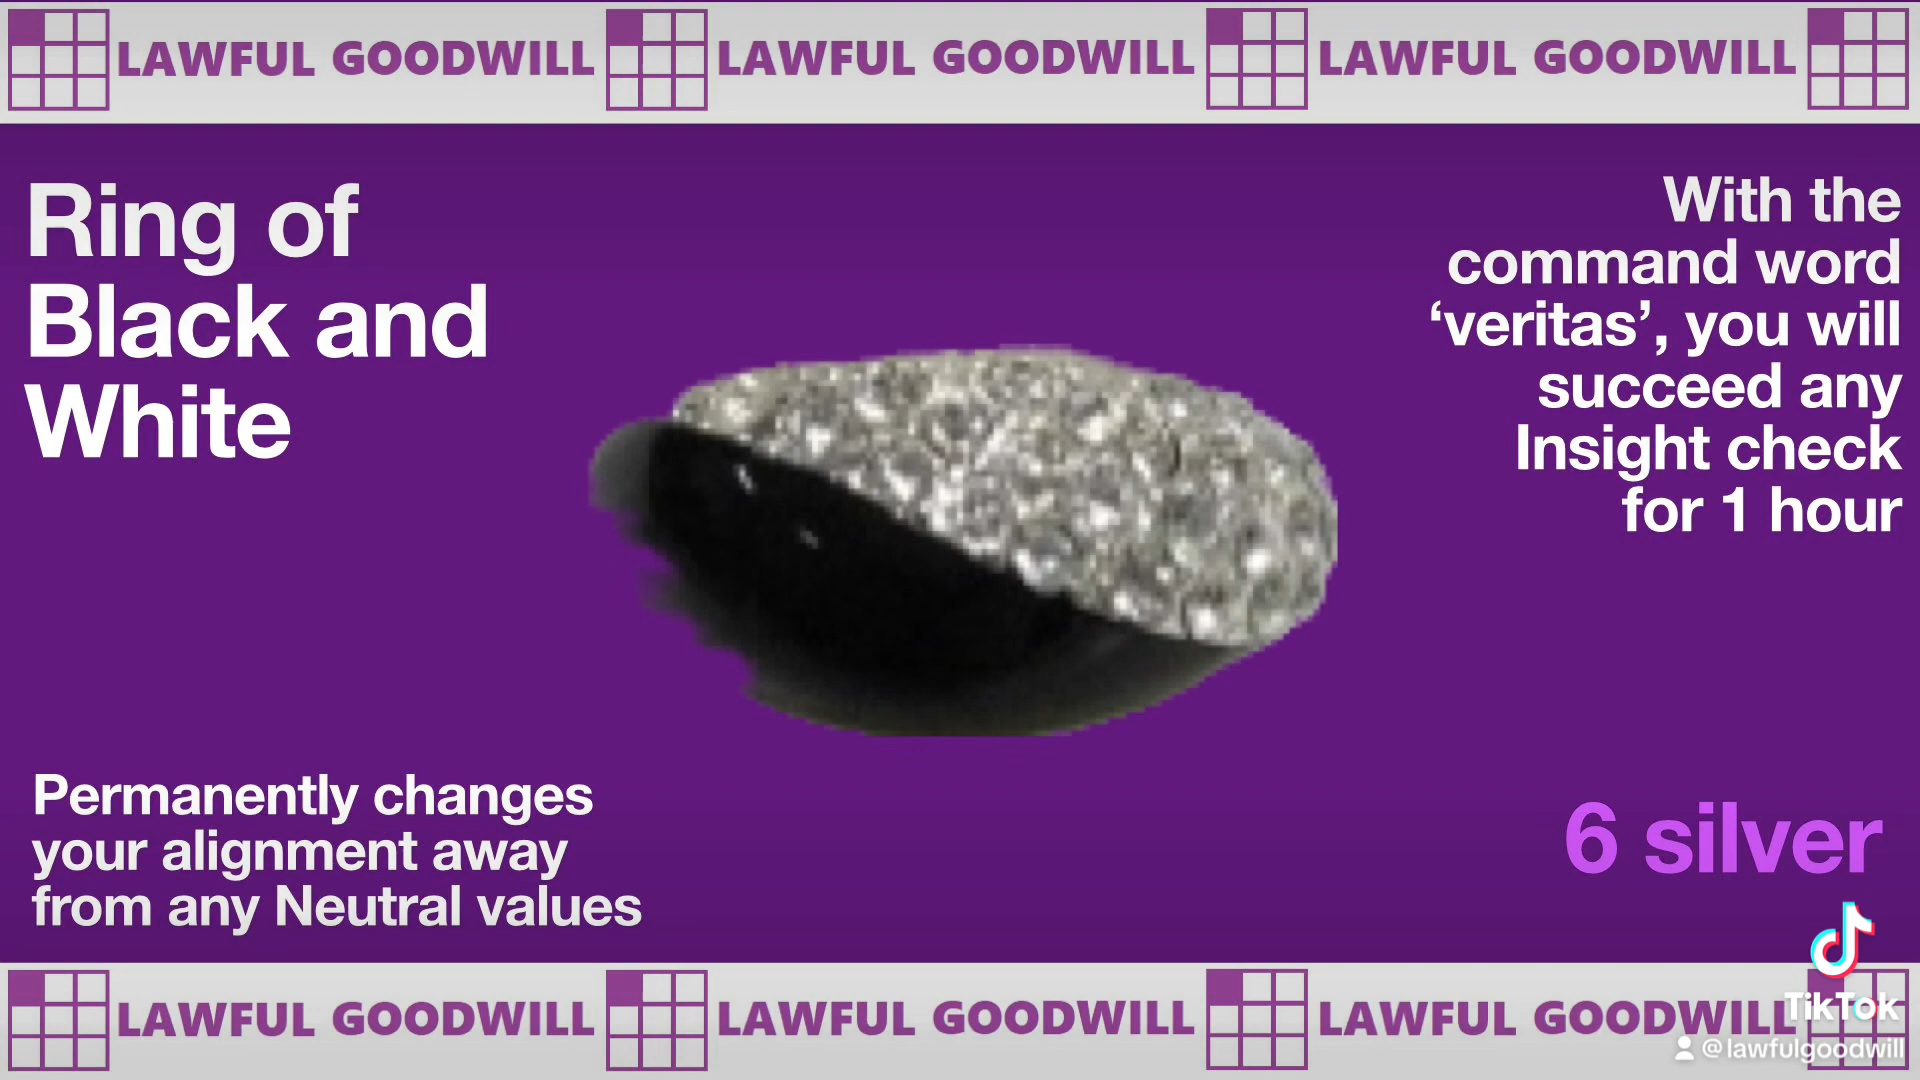 LAWFUL GOODWILL LAWFUL GOODWILL LAWFUL GOODWILL
Ring of
Black and
White
With the
command word
‘veritas’, you will
succeed any
Insight check
for 1 hour
Permanently changes
your alignment away
from any Neutral values
6 silver
LAWFUL GOODWILL LAWFUL GOODWILL LAWFUL GOODWILL
TikTok
@lawfulgoodwill